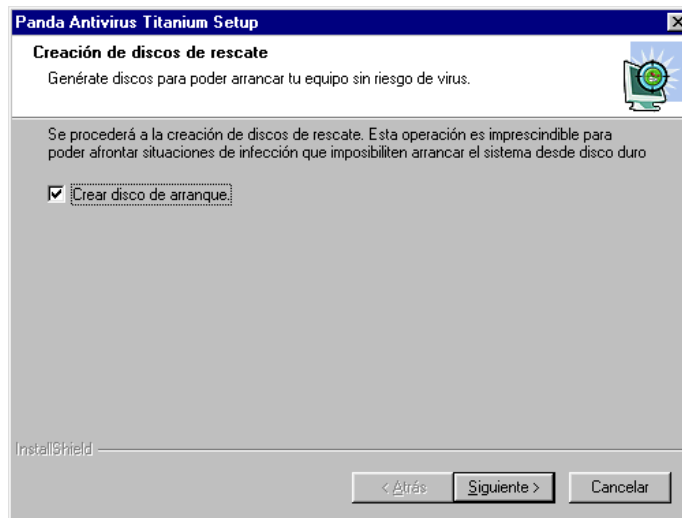 Panda Antivirus Titanium Setup
Creación de discos de rescate
Genérate discos para poder arrancar tu equipo sin riesgo de virus.
Se procederá a la creación de discos de rescate. Esta operación es imprescindible para
poder afrontar situaciones de infección que imposibiliten arrancar el sistema desde disco duro
Crear disco de arranque.
InstallShield
< Atrás
Siguiente >
Cancelar